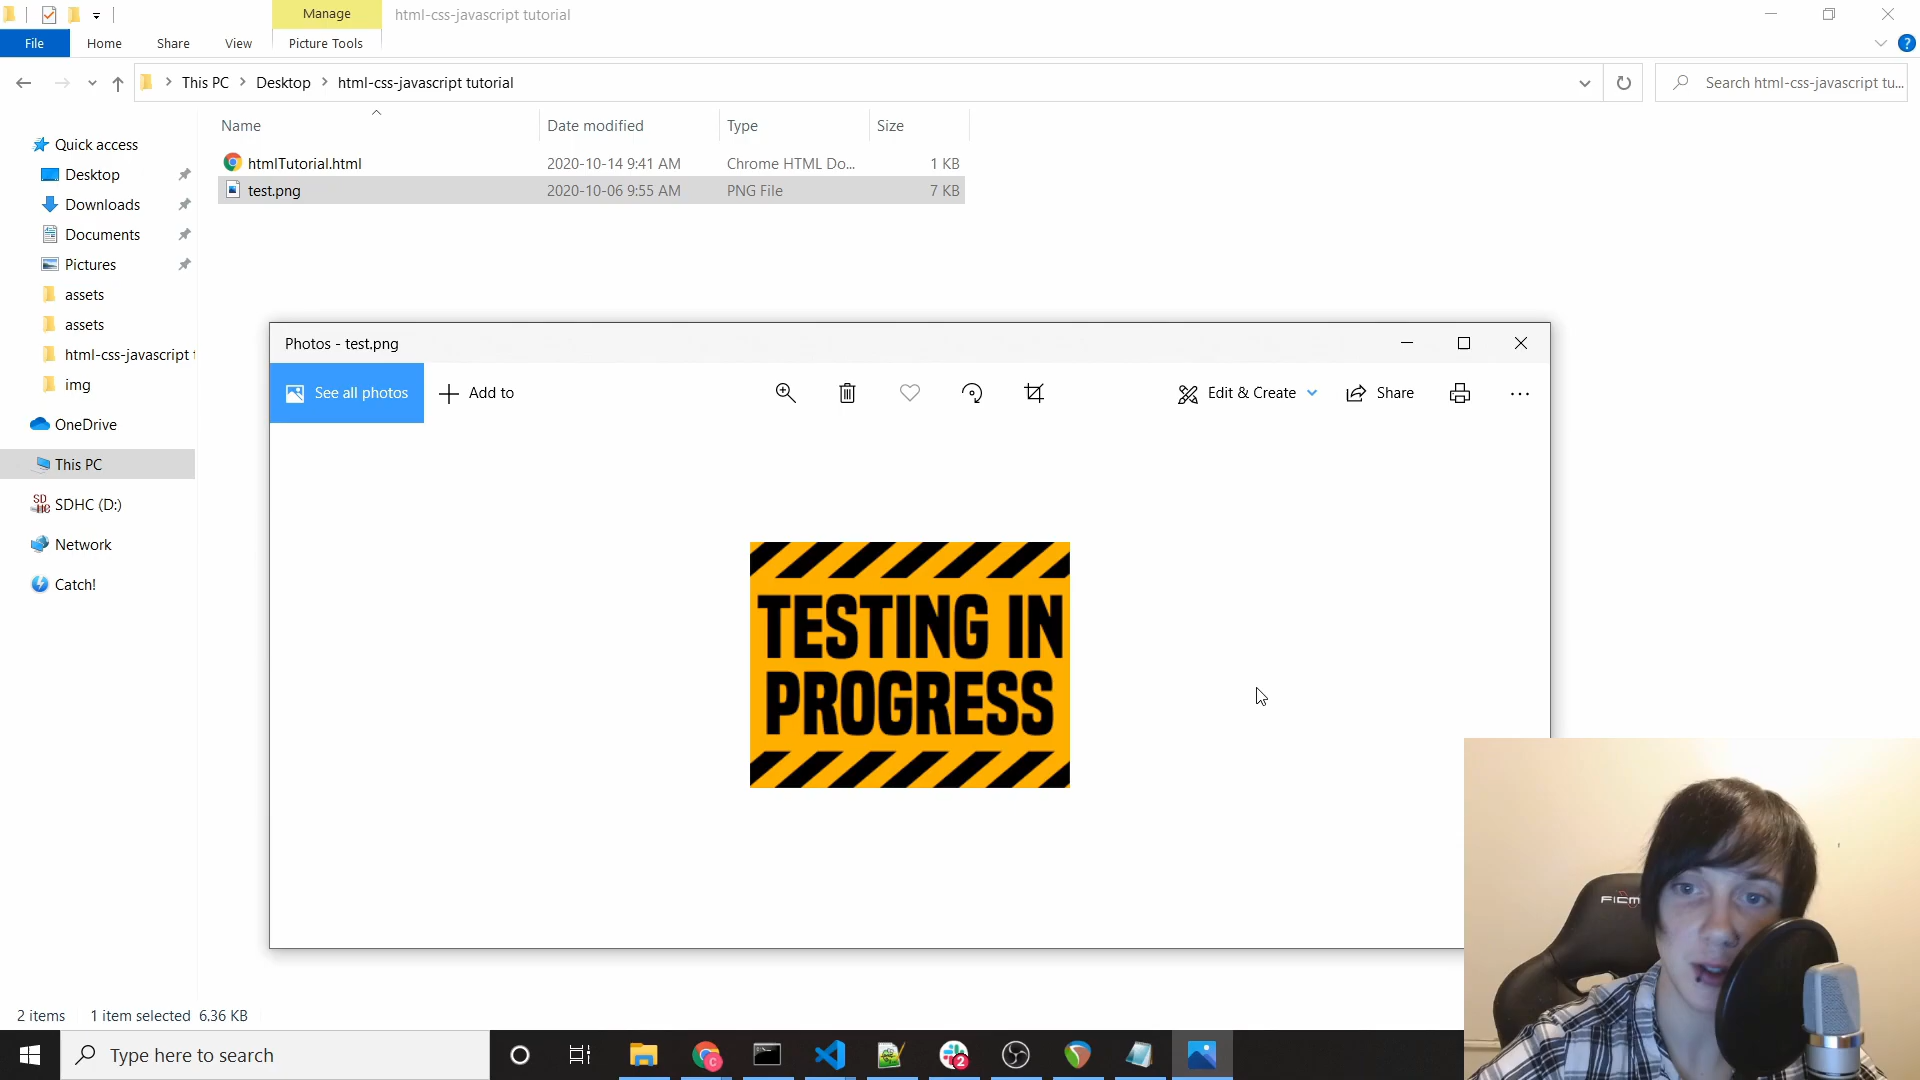 Manage
html-css-javascript tutorial
File
Home
Share
View
Picture Tools
This PC
Desktop
html-css-javascript tutorial
Search html-css-javascript tu...
Name
Date modified
Type
Size
htmlTutorial.html
2020-10-14 9:41 AM
Chrome HTML Do...
1 KB
test.png
2020-10-06 9:55 AM
PNG File
7 KB
Quick access
Desktop
Downloads
Documents
Pictures
assets
assets
html-css-javascript
img
OneDrive
This PC
SDHC (D:)
Network
Catch!
Photos - test.png
See all photos
Add to
Edit & Create
Share
TESTING IN
PROGRESS
2 items
1 item selected 6.36 KB
Type here to search
2